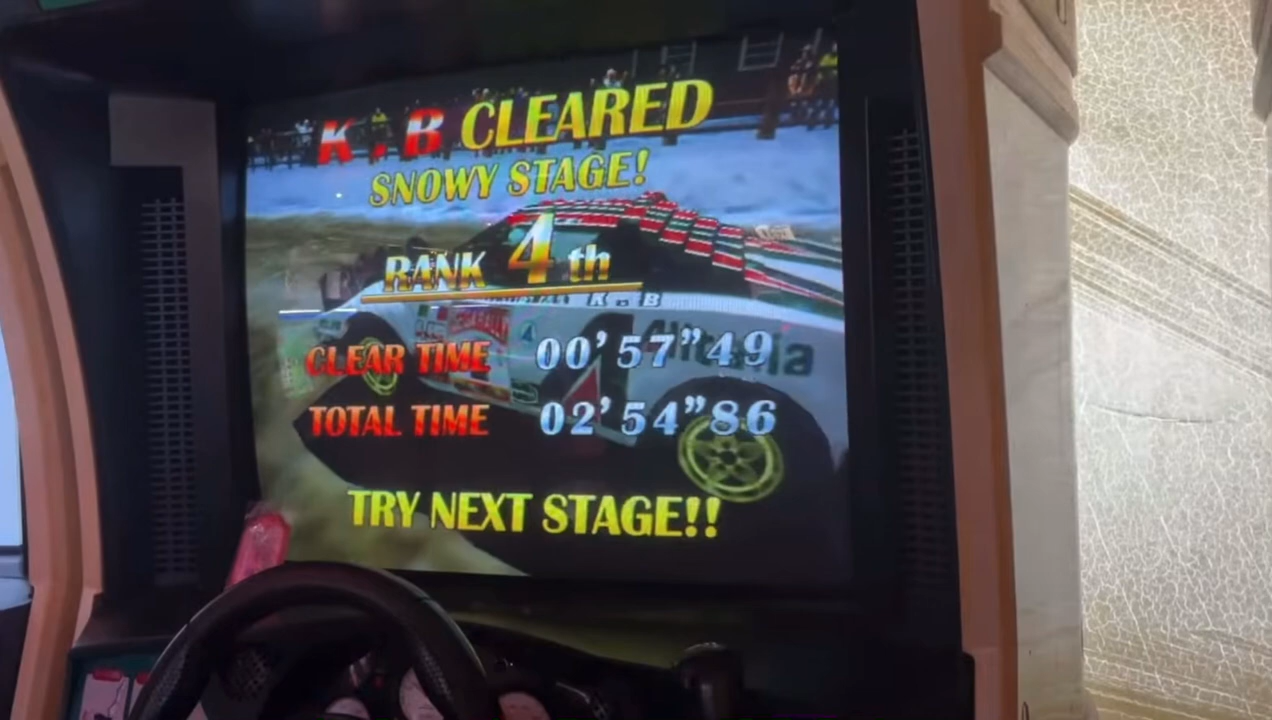 K.B CLEARED
SNOWY STAGE!
RANK 4th
K.B
CLEAR TIME 00'57"49
TOTAL TIME 02'54"86
TRY NEXT STAGE!!